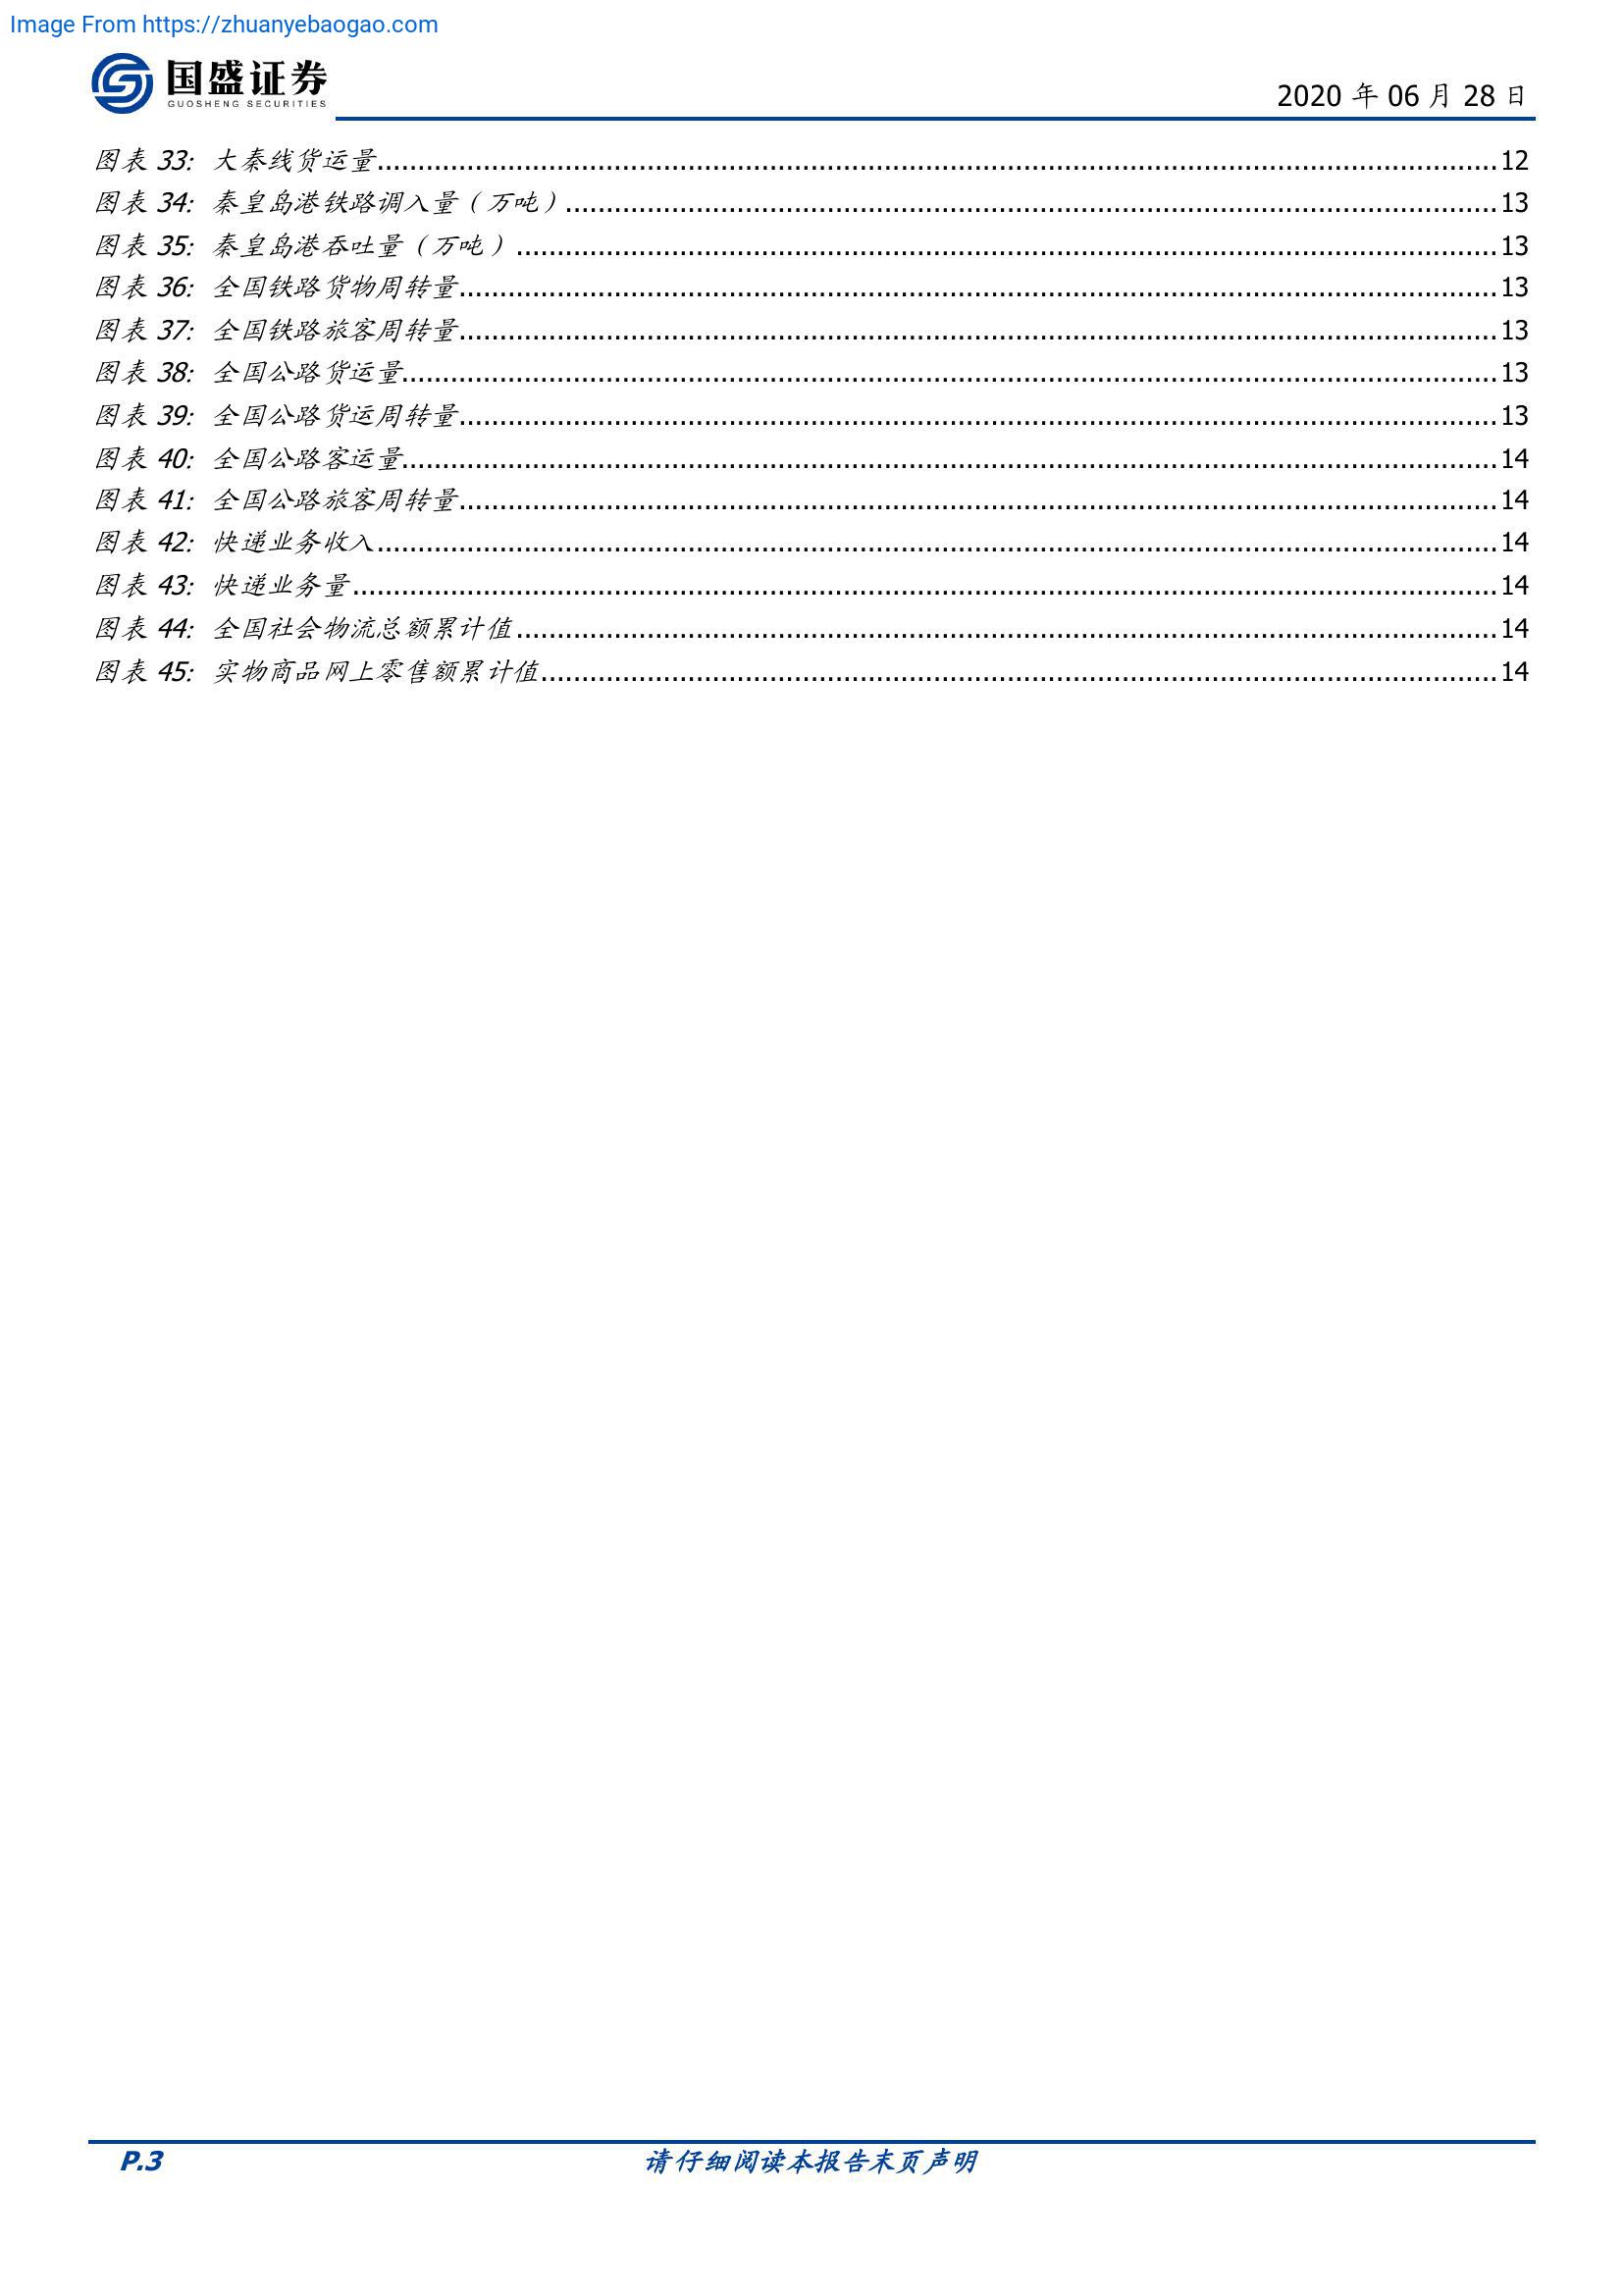 Image From https://zhuanyebaogao.com
国盛证券
GUOSHENG SECURITIES
2020 年 06 月 28 日
图表 33: 大秦线货运量 12
图表 34: 秦皇岛港铁路调入量（万吨） 13
图表 35: 秦皇岛港吞吐量（万吨） 13
图表 36: 全国铁路货物周转量 13
图表 37: 全国铁路旅客周转量 13
图表 38: 全国公路货运量 13
图表 39: 全国公路货运周转量 13
图表 40: 全国公路客运量 14
图表 41: 全国公路旅客周转量 14
图表 42: 快递业务收入 14
图表 43: 快递业务量 14
图表 44: 全国社会物流总额累计值 14
图表 45: 实物商品网上零售额累计值 14
P.3 请仔细阅读本报告末页声明